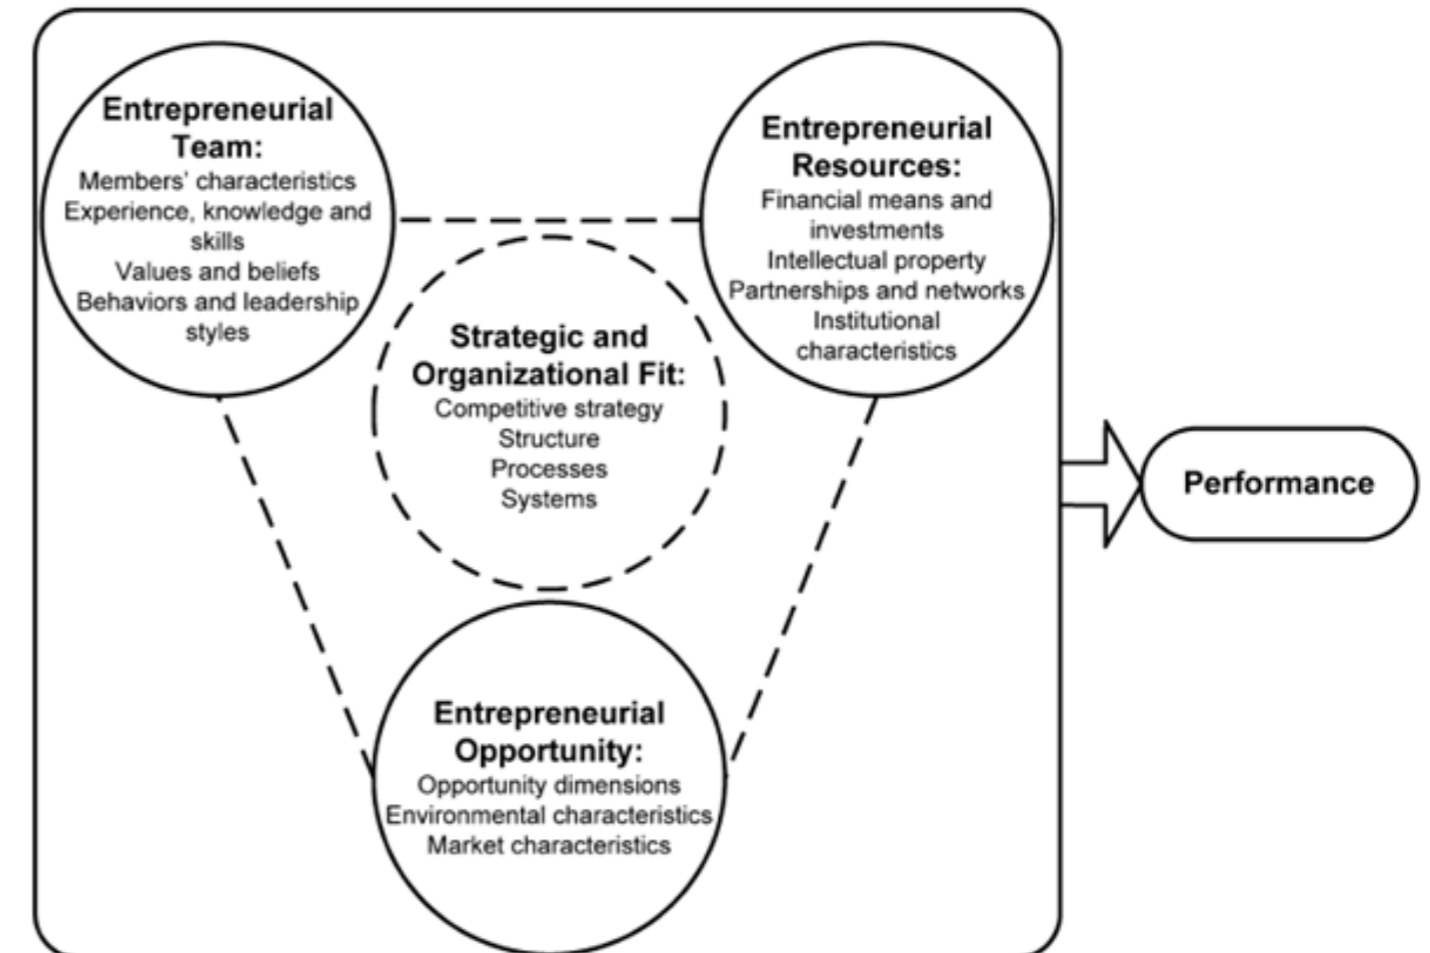 Entrepreneurial
Team:
Members' characteristics
Experience, knowledge and
skills
Values and beliefs
Behaviors and leadership
styles
Entrepreneurial
Resources:
Financial means and
investments
Intellectual property
Partnerships and networks
Institutional
characteristics
Strategic and
Organizational Fit:
Competitive strategy
Structure
Processes
Systems
Performance
Entrepreneurial
Opportunity:
Opportunity dimensions
Environmental characteristics
Market characteristics